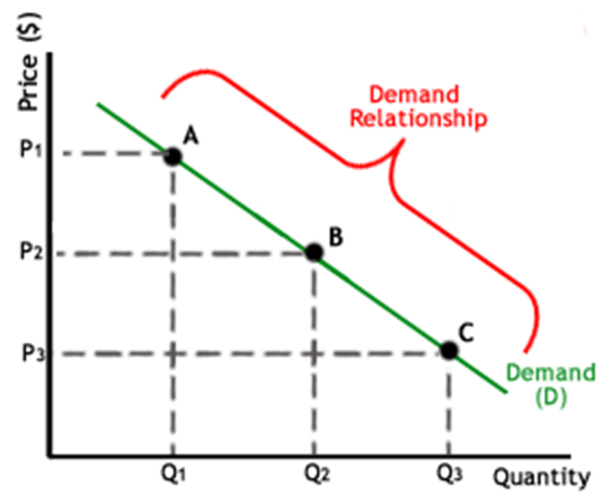 Price ($)
Demand
Relationship
P1
A
P2
B
P3
C
Demand
(D)
Q1
Q2
Q3
Quantity